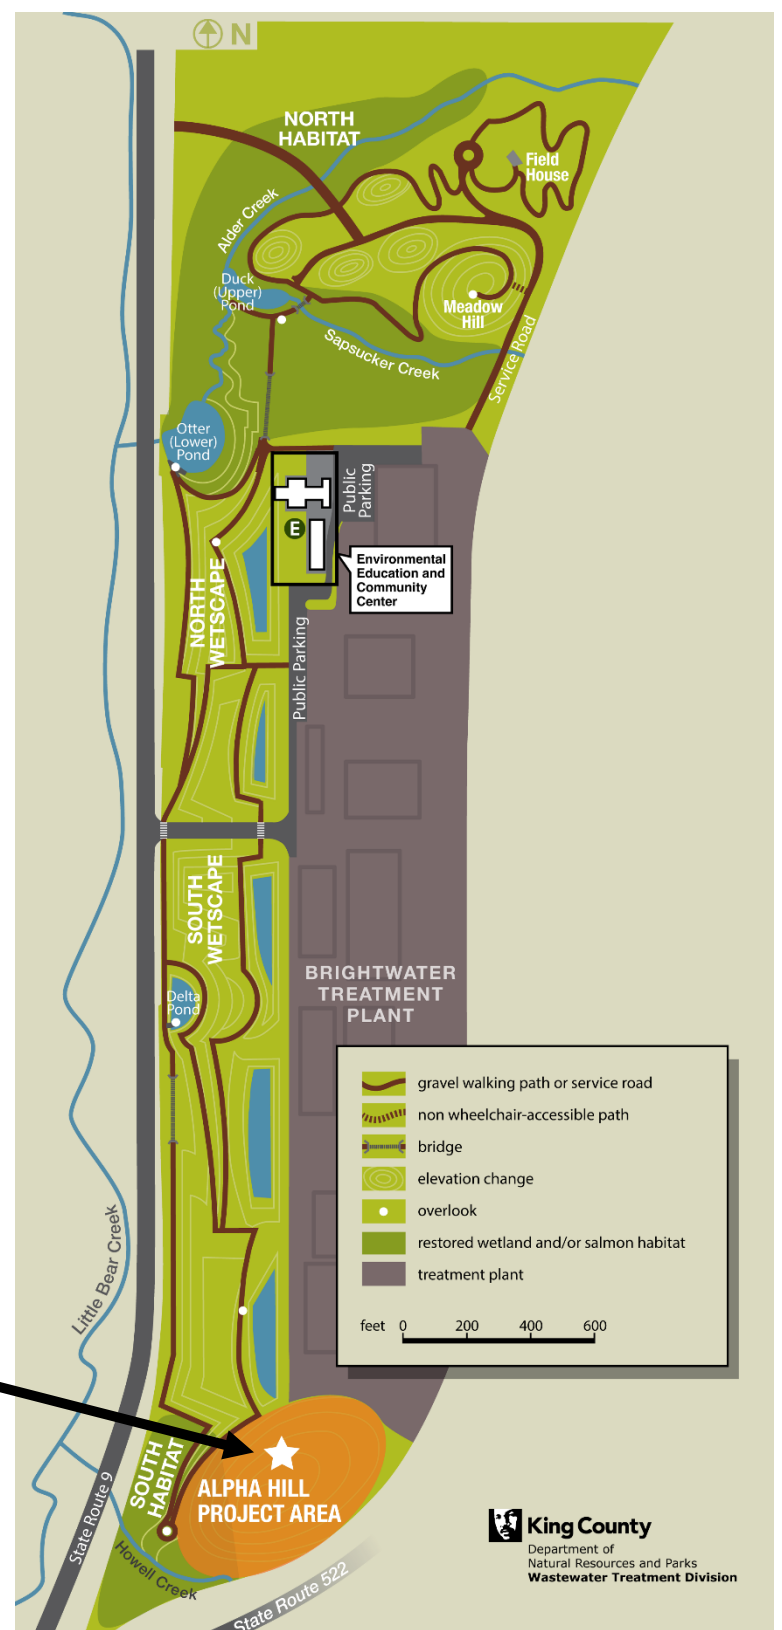 N
NORTH
HABITAT
Field
House
Alder Creek
Duck
(Upper)
Pond
Meadow
Hill
Sapsucker Creek
Service Road
Otter
(Lower)
Pond
Public
Parking
E
Environmental
Education and
Community
Center
NORTH
WETSCAPE
Public Parking
SOUTH
WETSCAPE
Delta
Pond
BRIGHTWATER
TREATMENT
PLANT
gravel walking path or service road
non wheelchair-accessible path
bridge
elevation change
overlook
restored wetland and/or salmon habitat
treatment plant
feet 0 200 400 600
Little Bear Creek
SOUTH
HABITAT
ALPHA HILL
PROJECT AREA
State Route 9
Howell Creek
State Route 522
King County
Department of
Natural Resources and Parks
Wastewater Treatment Division